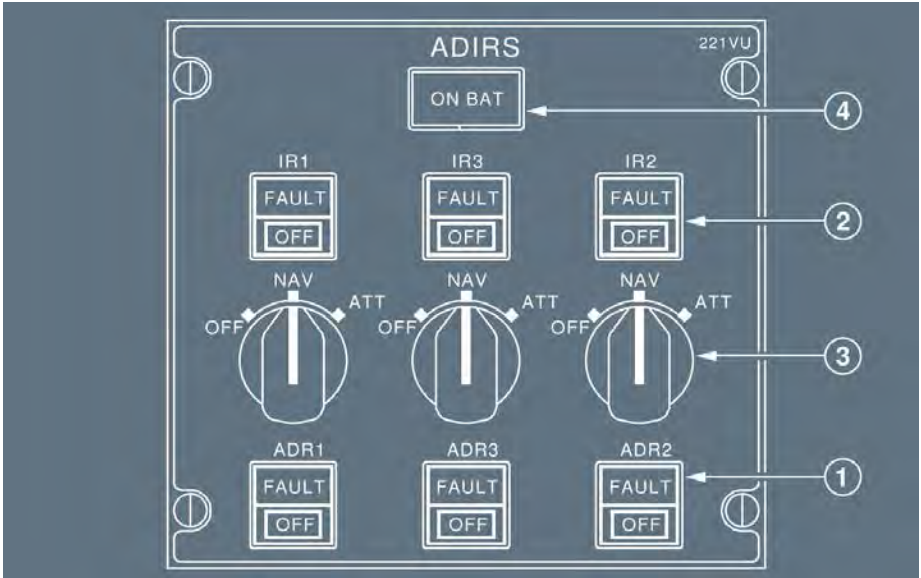 ADIRS 221VU
ON BAT
4
IR1 IR3 IR2
FAULT FAULT FAULT
2
OFF OFF OFF
NAV NAV NAV
OFF ATT OFF ATT OFF ATT
3
ADR1 ADR3 ADR2
FAULT FAULT FAULT
1
OFF OFF OFF